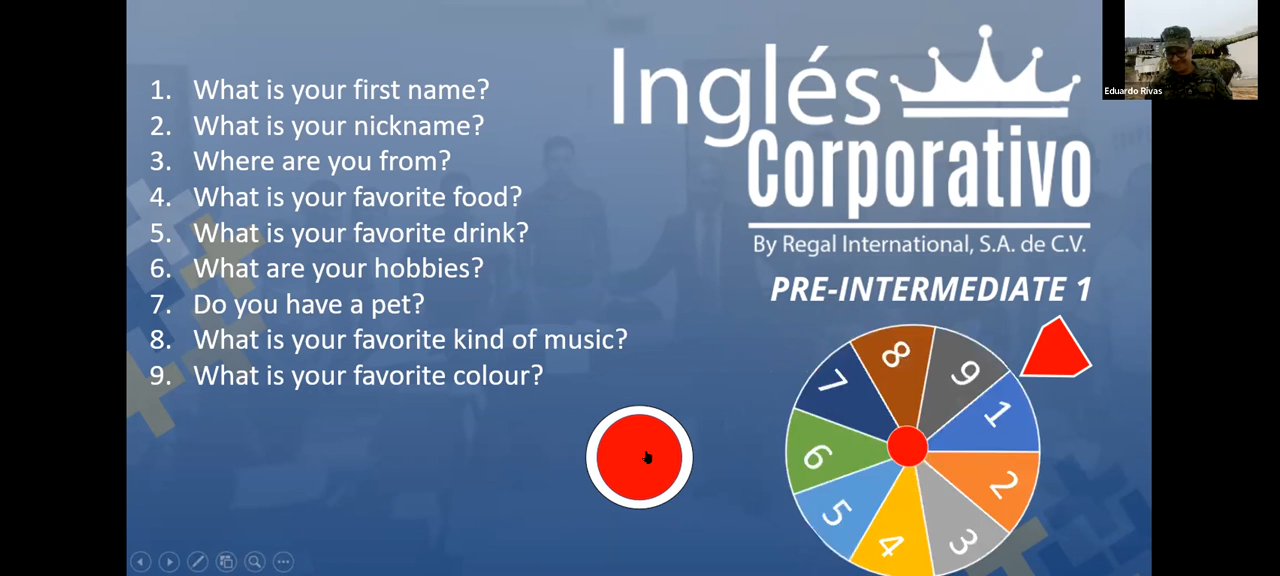 1. What is your first name?
2. What is your nickname?
3. Where are you from?
4. What is your favorite food?
5. What is your favorite drink?
6. What are your hobbies?
7. Do you have a pet?
8. What is your favorite kind of music?
9. What is your favorite colour?
Inglés
Corporativo
By Regal International, S.A. de C.V.
PRE-INTERMEDIATE 1
Eduardo Rivas
1
2
3
4
5
6
7
8
9